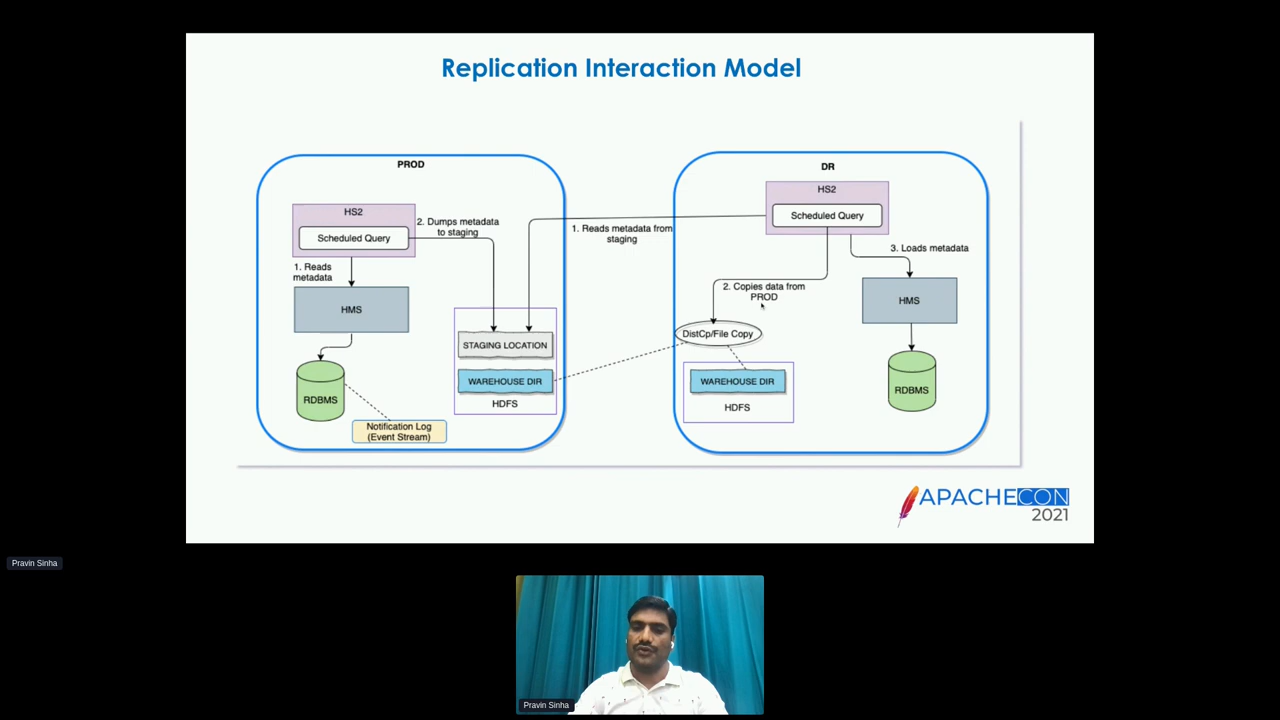 Replication Interaction Model
PROD
HS2
Scheduled Query
2. Dumps metadata
to staging
1. Reads
metadata
HMS
RDBMS
Notification Log
(Event Stream)
STAGING LOCATION
WAREHOUSE DIR
HDFS
1. Reads metadata from
staging
DR
HS2
Scheduled Query
3. Loads metadata
2. Copies data from
PROD
HMS
DistCp/File Copy
WAREHOUSE DIR
HDFS
RDBMS
APACHECON
2021
Pravin Sinha
Pravin Sinha